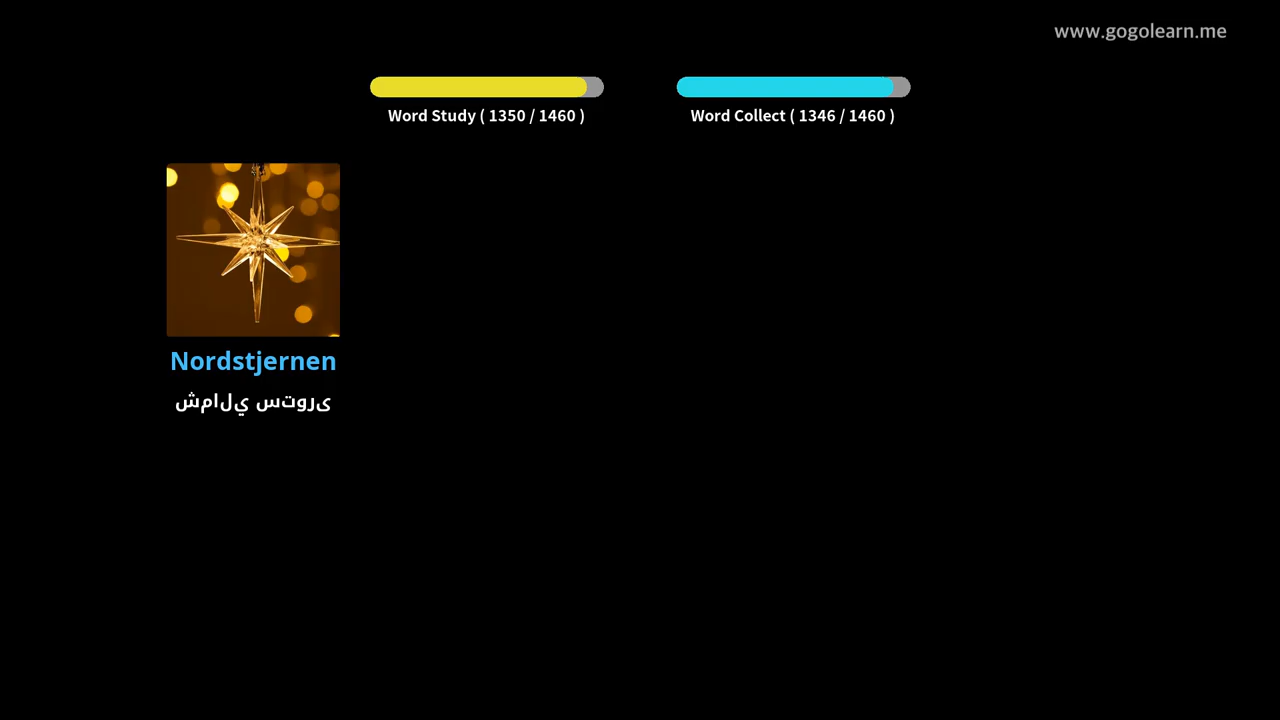 www.gogolearn.me
Word Study ( 1350 / 1460 )
Word Collect ( 1346 / 1460 )
Nordstjernen
شمالي ستوری